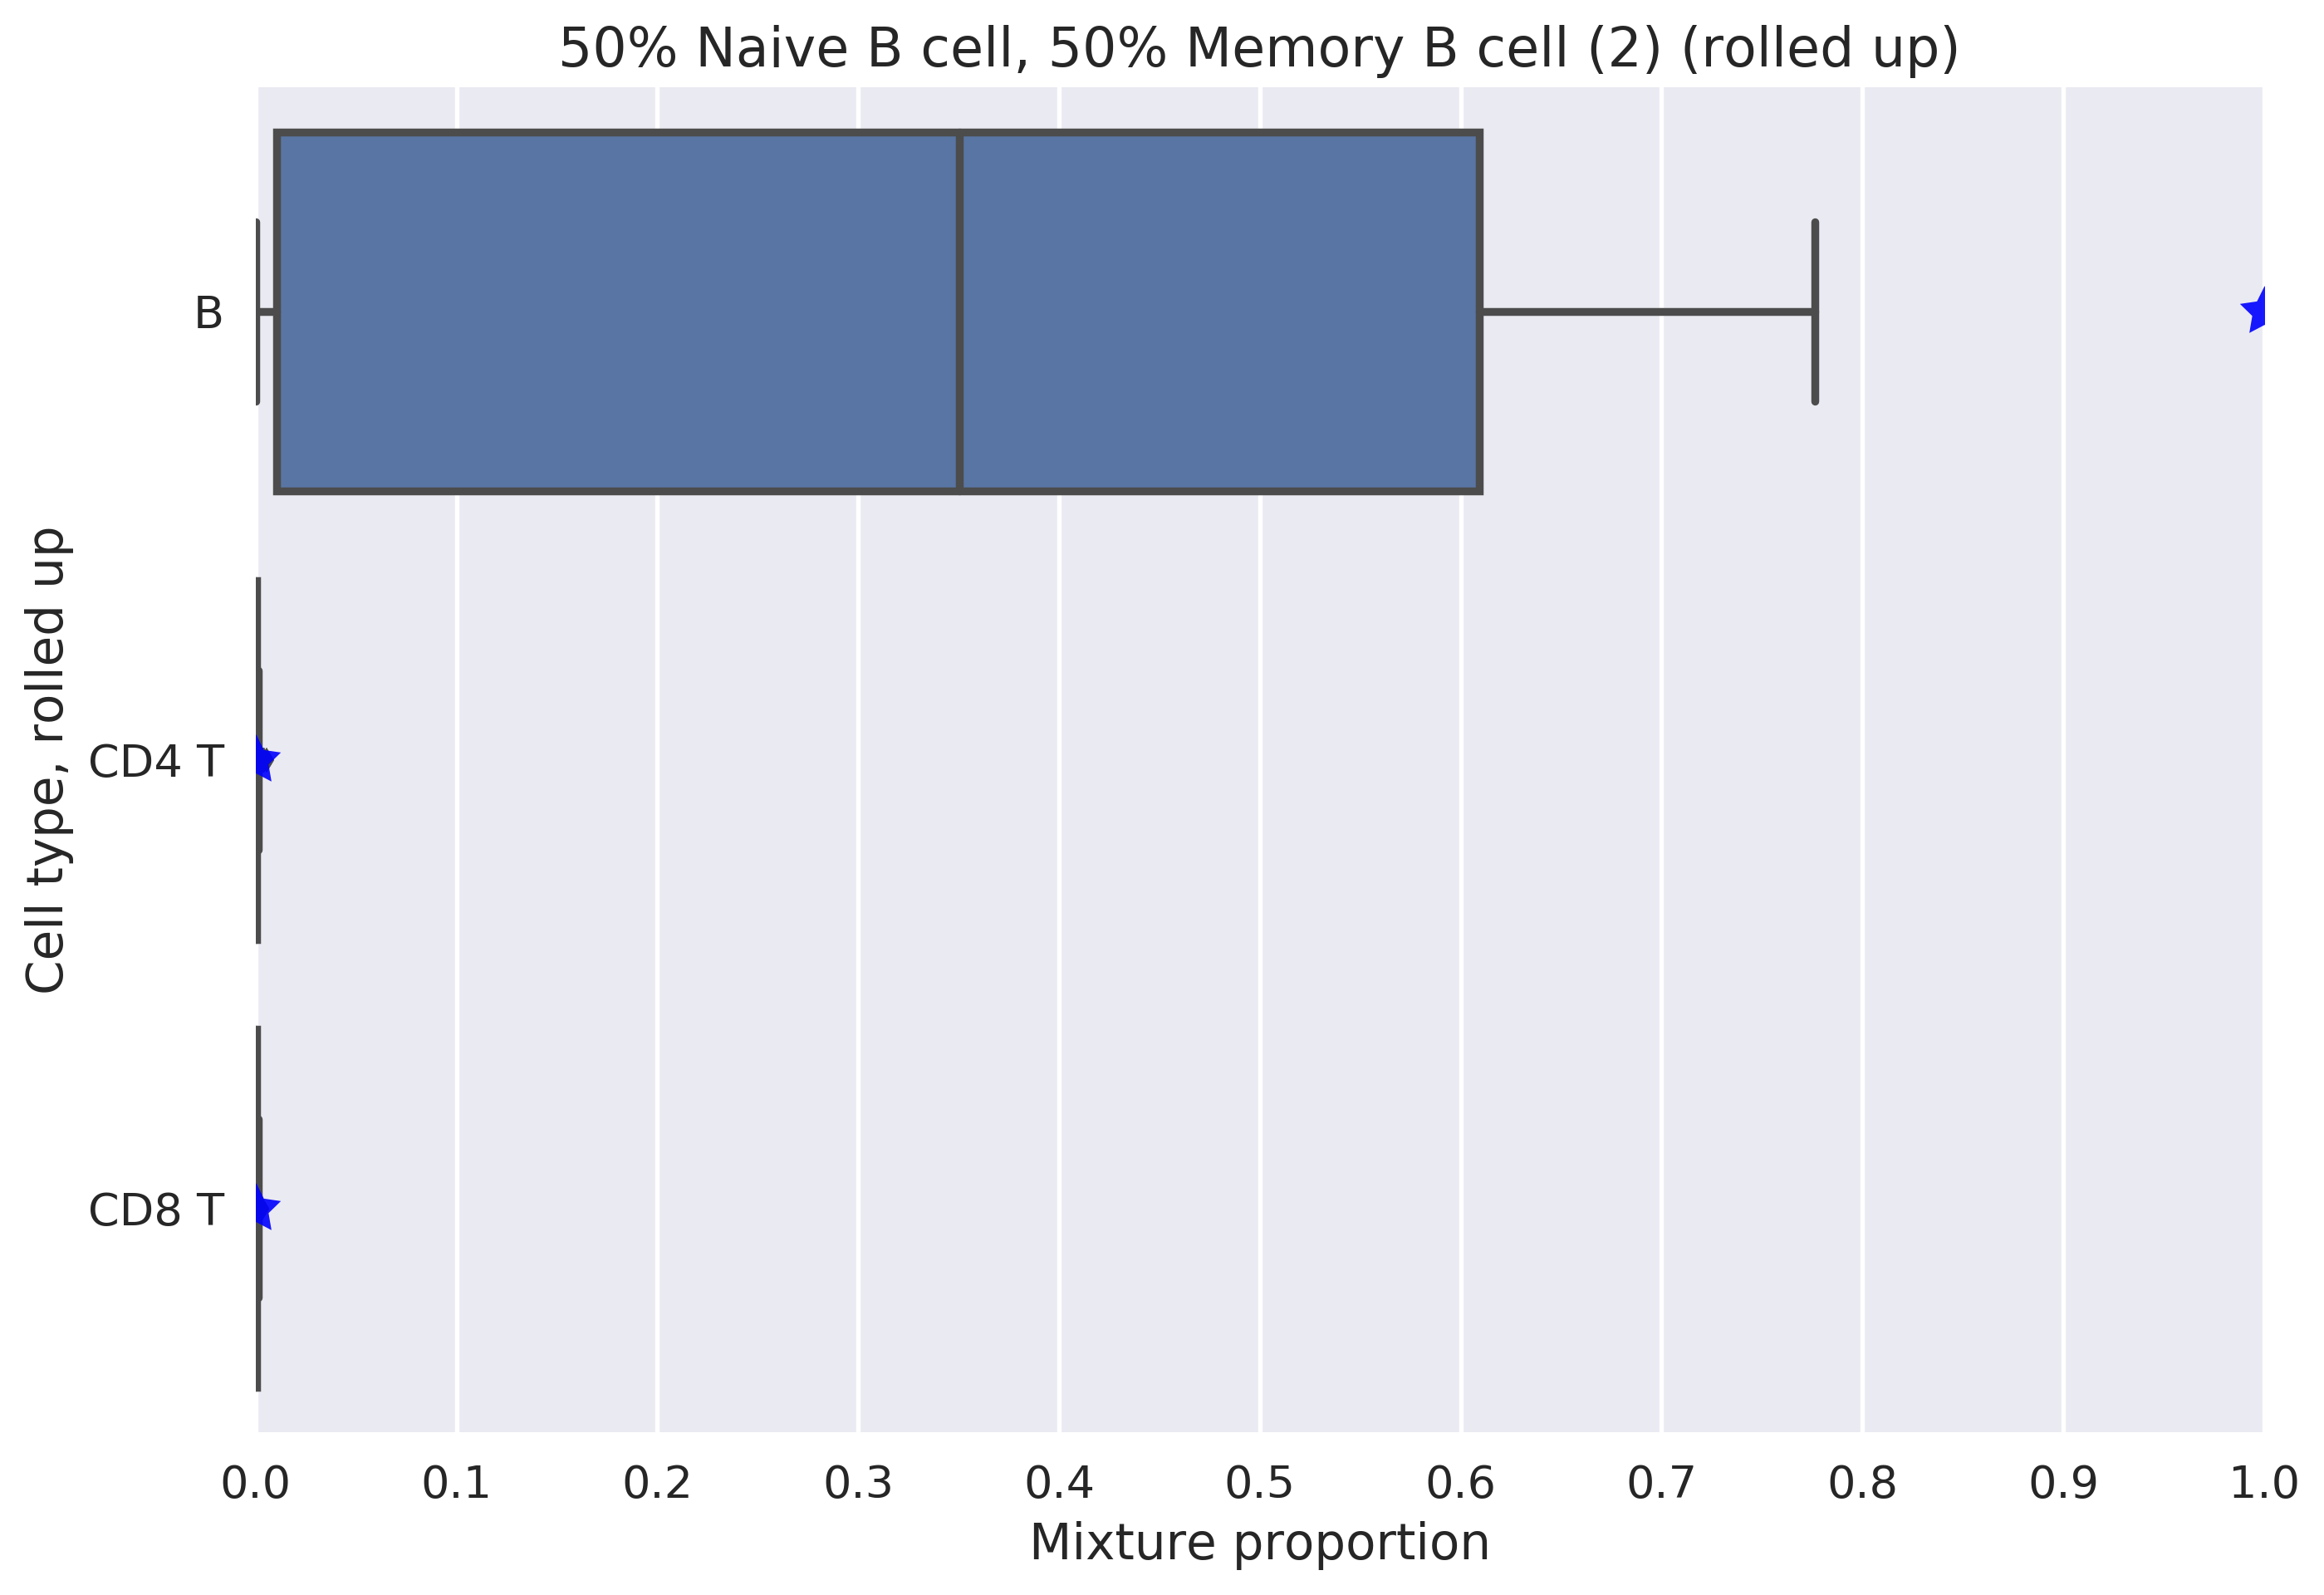 50% Naive B cell, 50% Memory B cell (2) (rolled up)
B
CD4 T
CD8 T
Cell type, rolled up
0.0 0.1 0.2 0.3 0.4 0.5 0.6 0.7 0.8 0.9 1.0
Mixture proportion